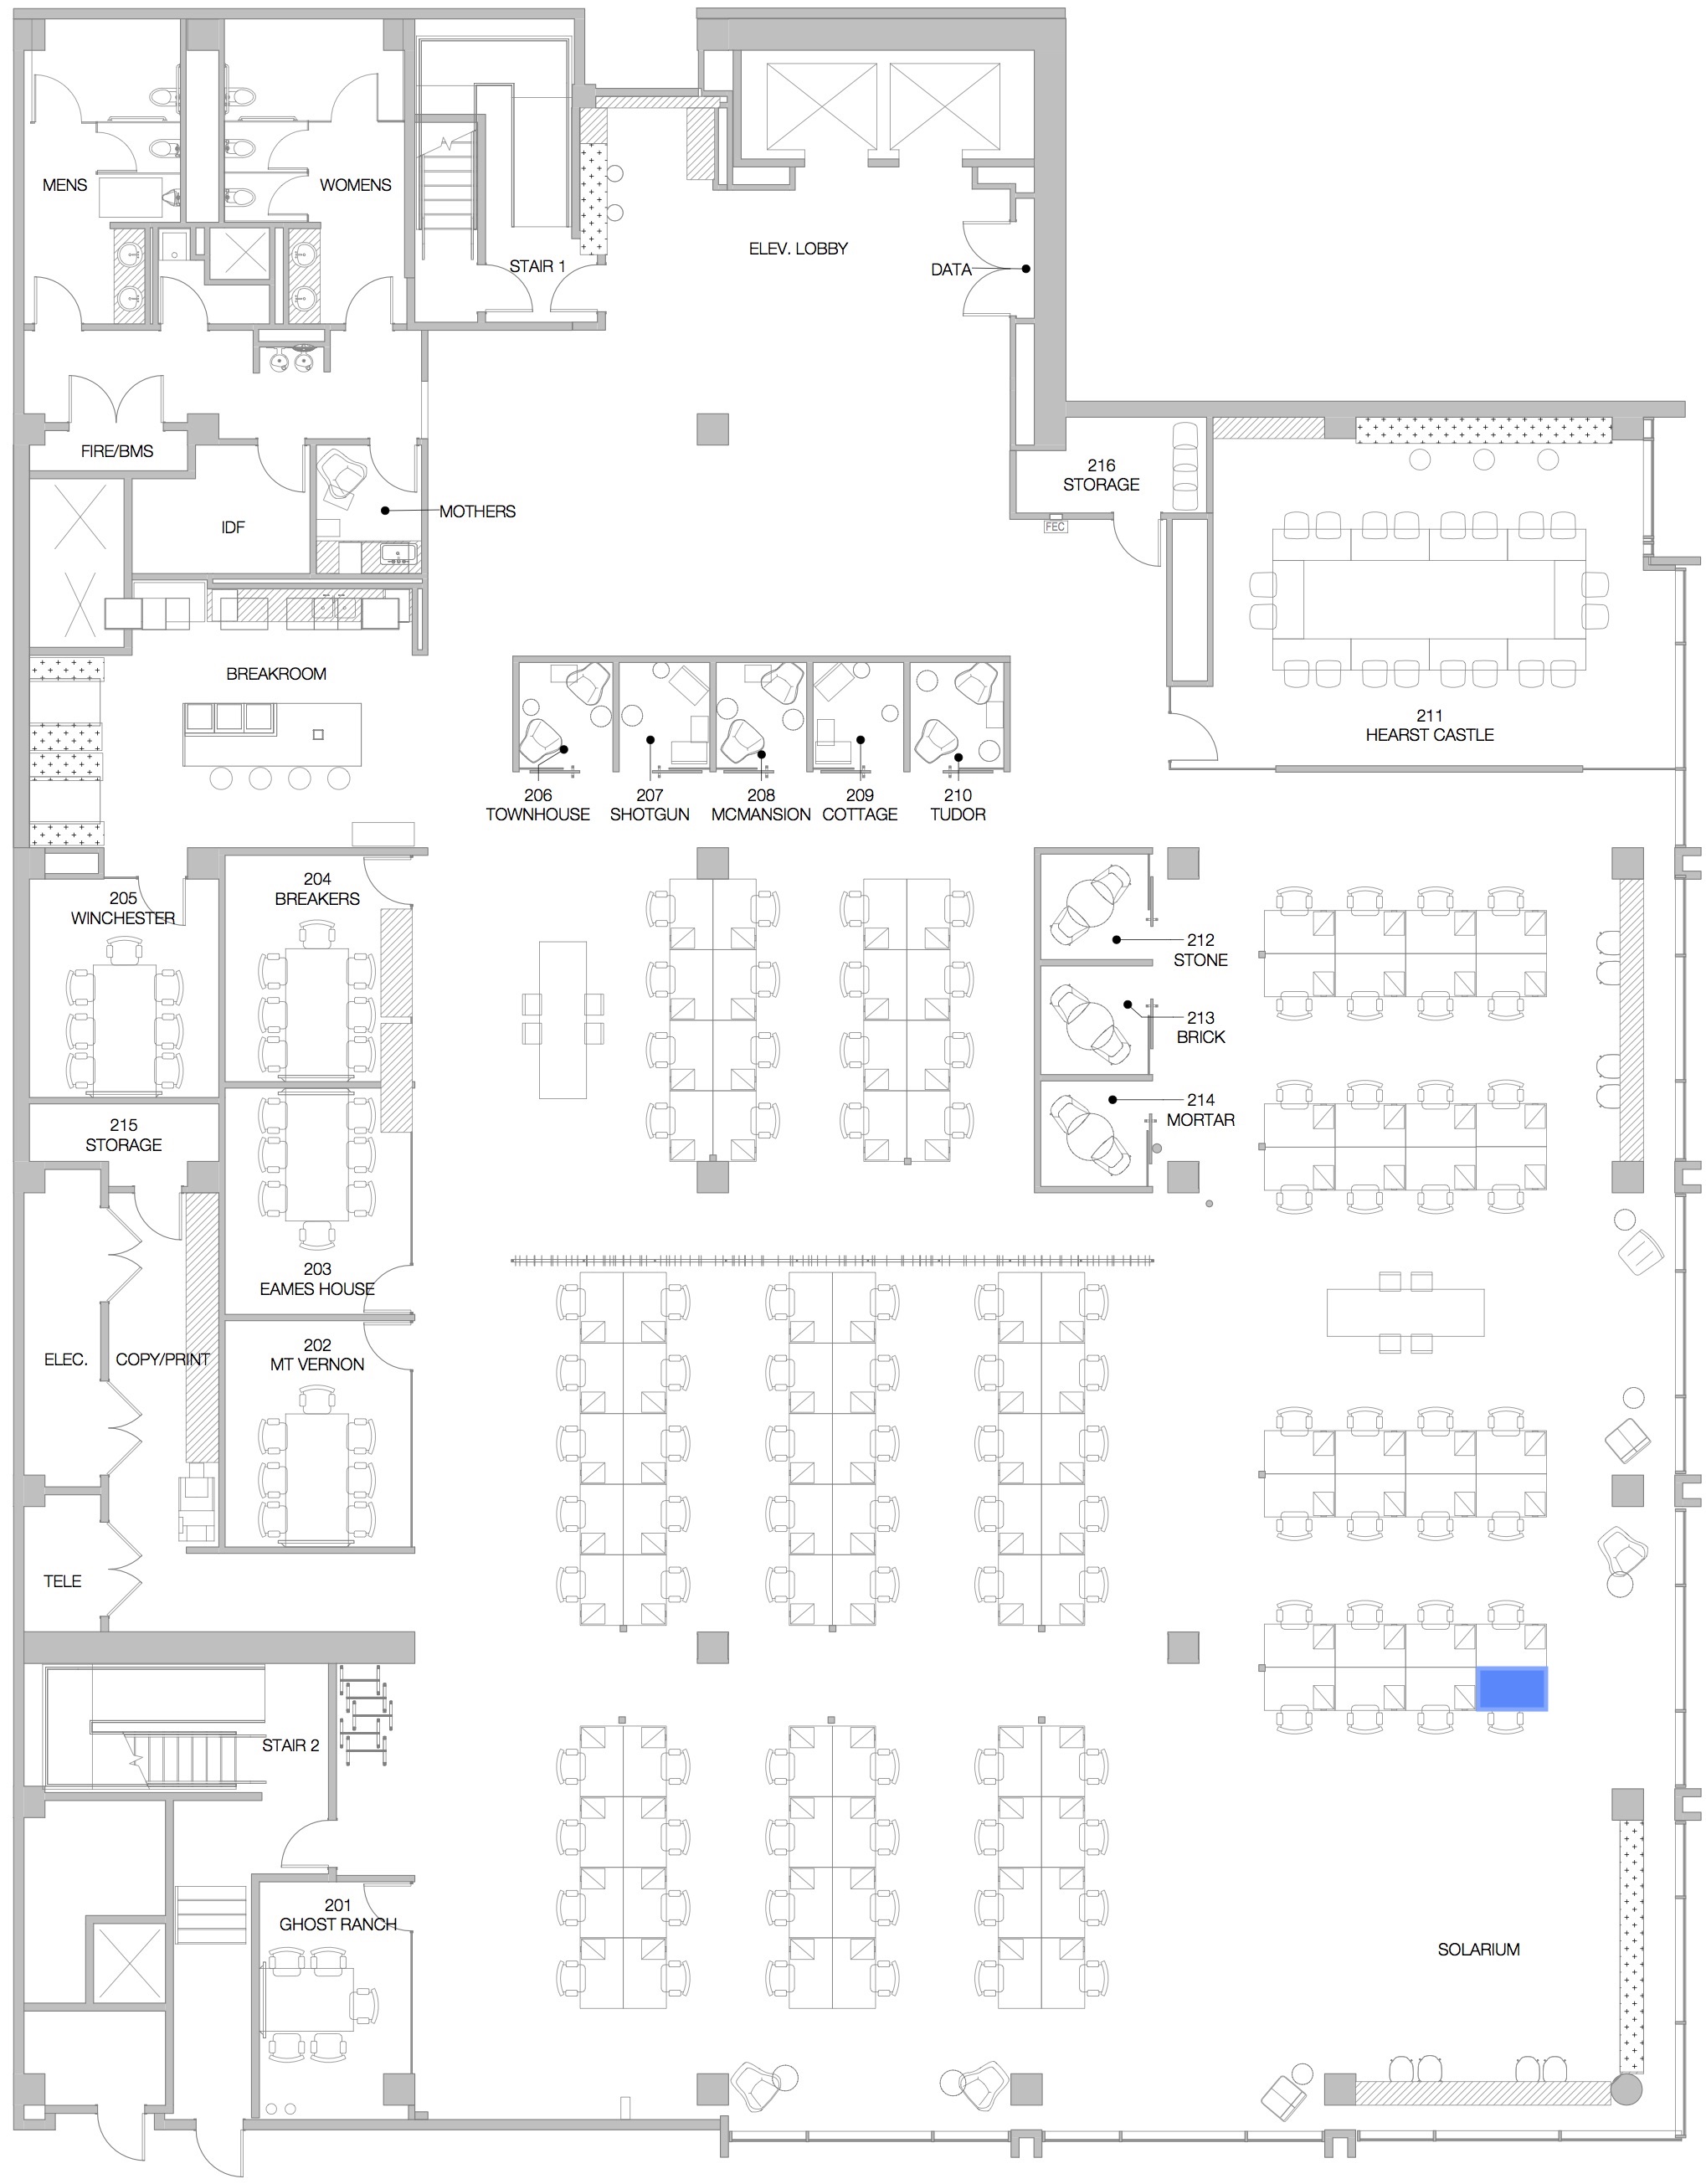 MENS
WOMENS
STAIR 1
ELEV. LOBBY
DATA
FIRE/BMS
IDF
MOTHERS
216
STORAGE
FEC
BREAKROOM
211
HEARST CASTLE
206
TOWNHOUSE
207
SHOTGUN
208
MCMANSION
209
COTTAGE
210
TUDOR
205
WINCHESTER
204
BREAKERS
212
STONE
213
BRICK
214
MORTAR
215
STORAGE
203
EAMES HOUSE
202
MT VERNON
ELEC.
COPY/PRINT
TELE
STAIR 2
201
GHOST RANCH
SOLARIUM